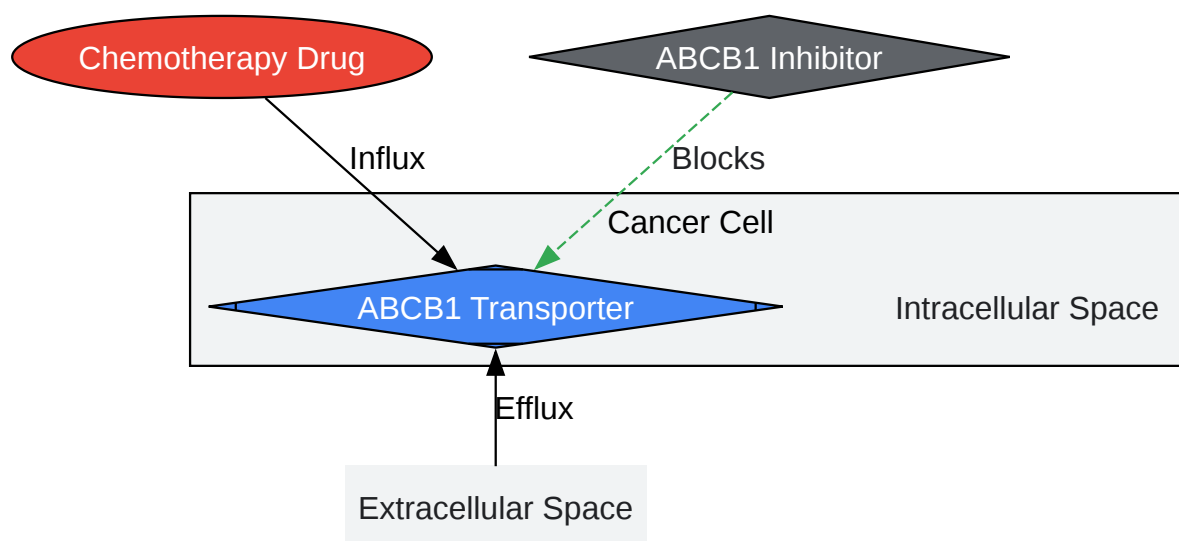 Chemotherapy Drug
ABCB1 Inhibitor
Influx
Blocks
Cancer Cell
ABCB1 Transporter
Intracellular Space
Efflux
Extracellular Space